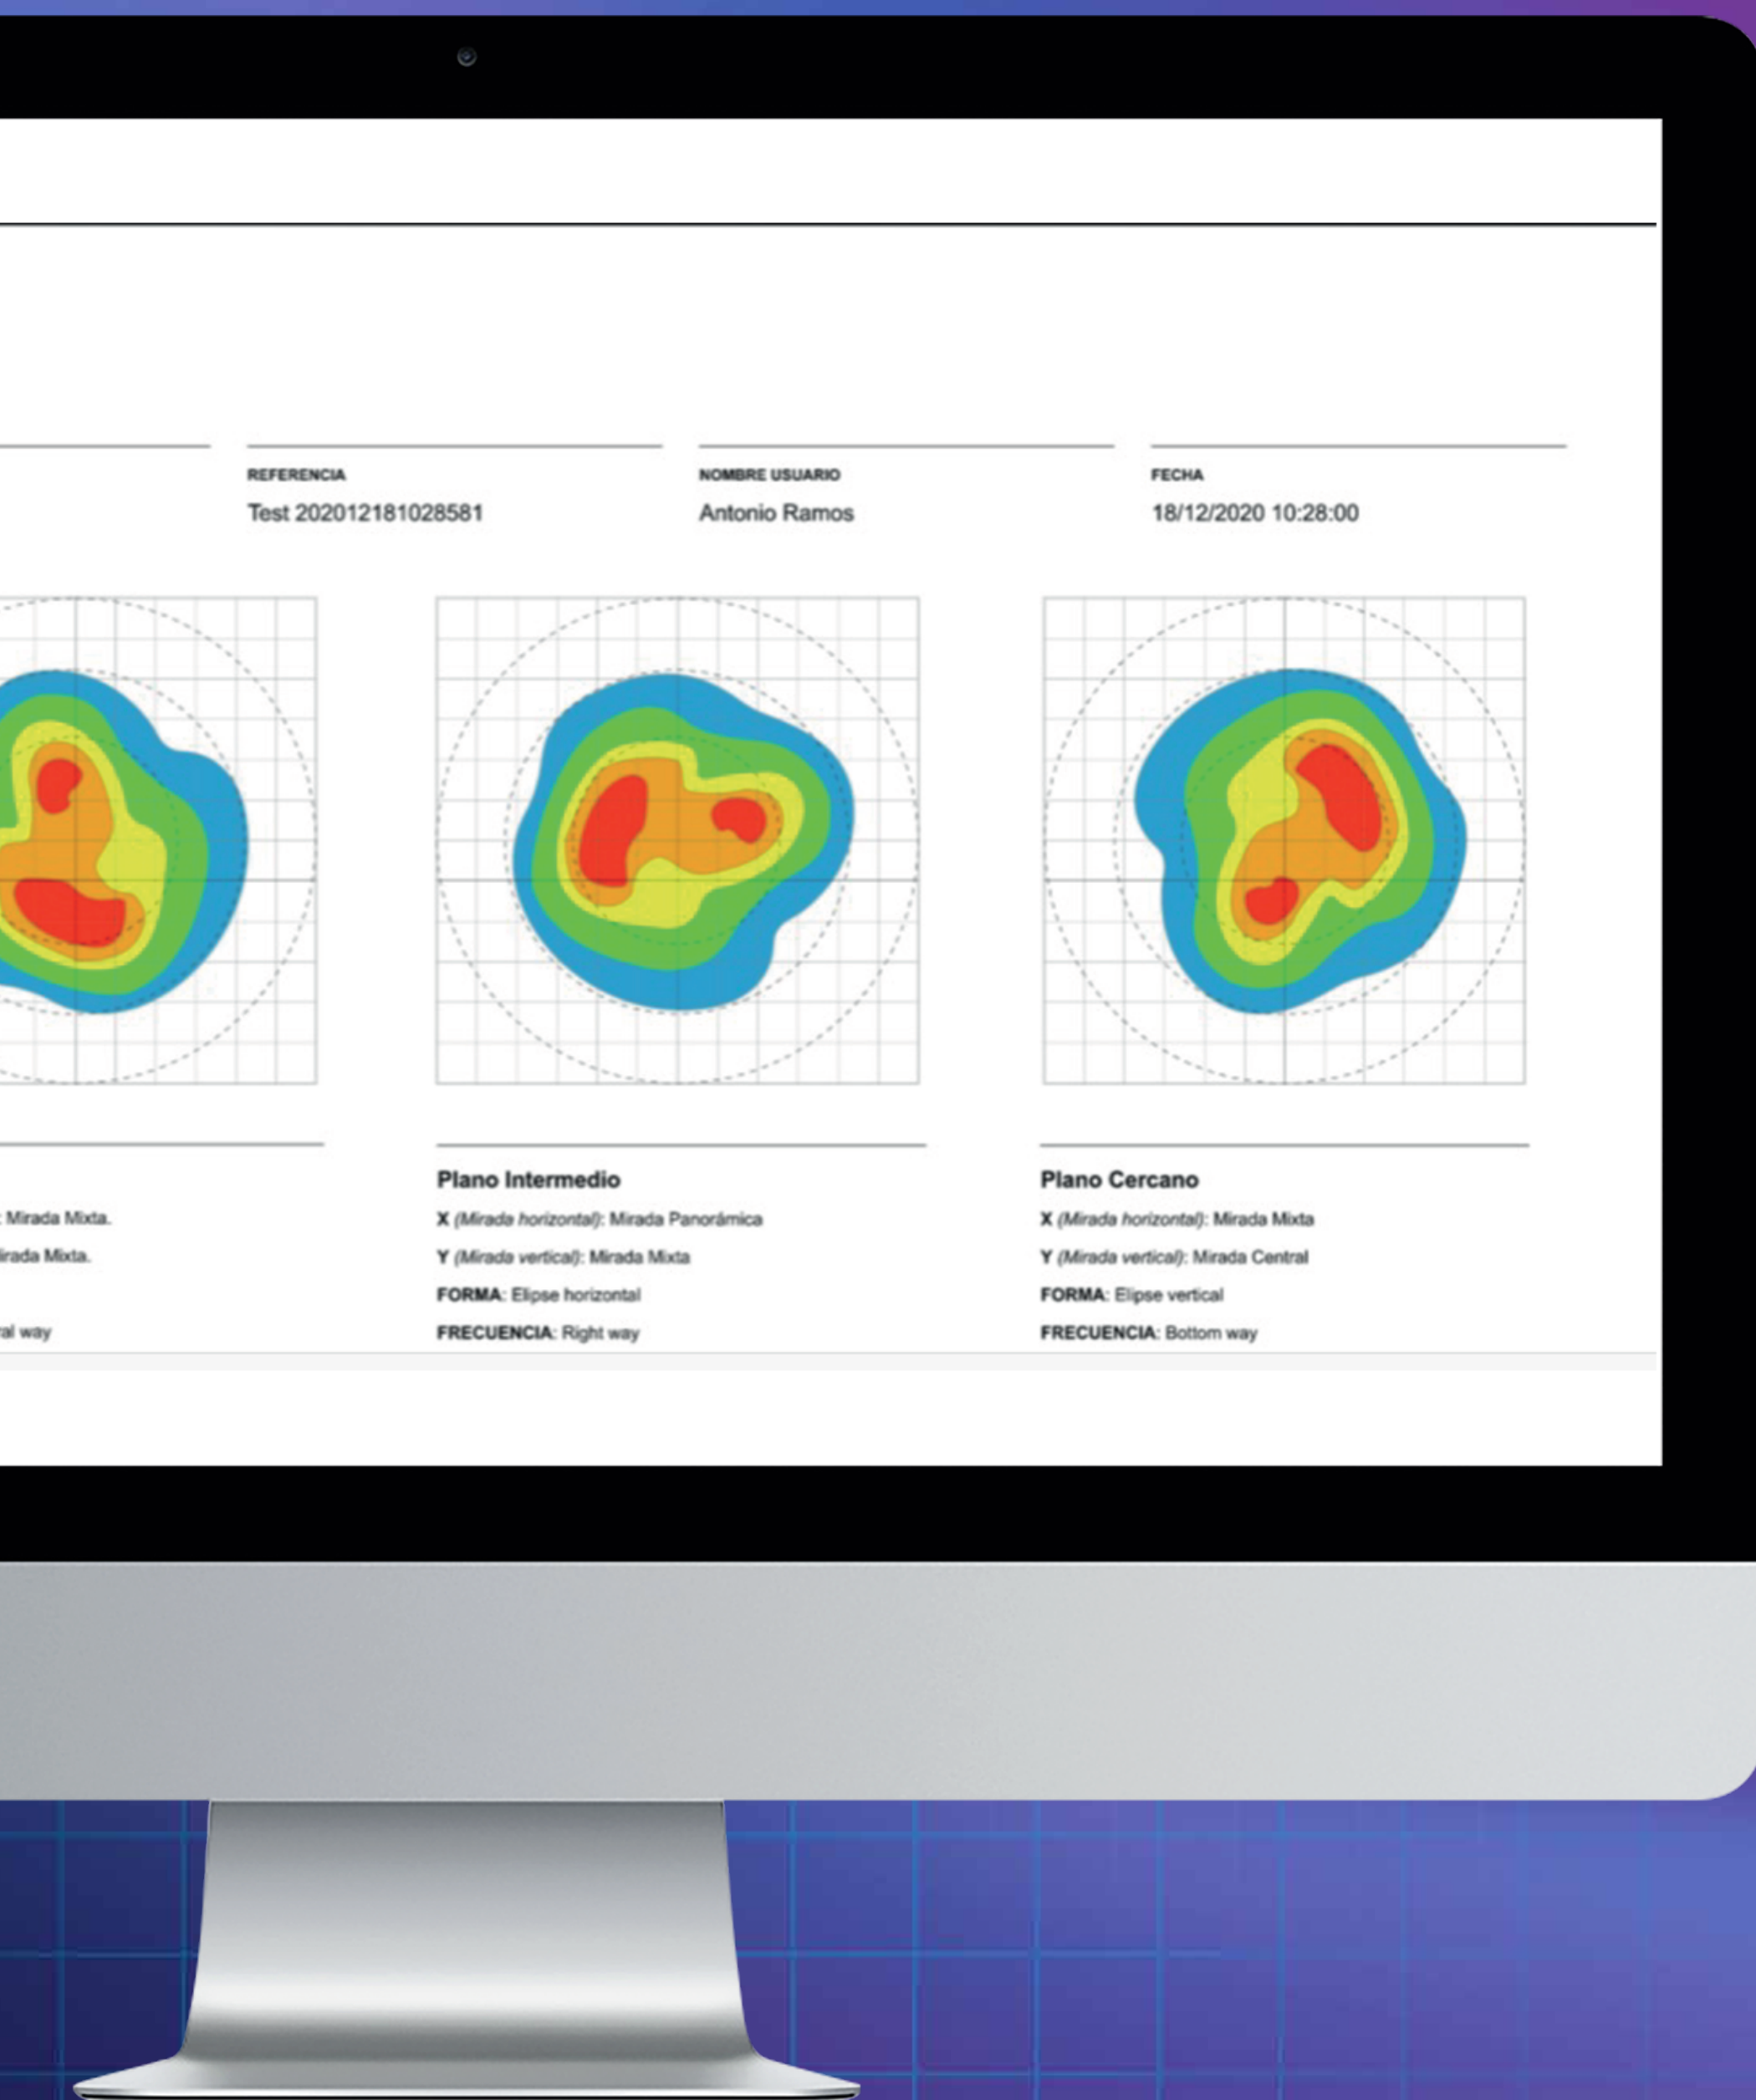 REFERENCIA
Test 202012181028581
NOMBRE USUARIO
Antonio Ramos
FECHA
18/12/2020 10:28:00
: Mirada Mixta.
irada Mixta.
ral way
Plano Intermedio
X (Mirada horizontal): Mirada Panorámica
Y (Mirada vertical): Mirada Mixta
FORMA: Elipse horizontal
FRECUENCIA: Right way
Plano Cercano
X (Mirada horizontal): Mirada Mixta
Y (Mirada vertical): Mirada Central
FORMA: Elipse vertical
FRECUENCIA: Bottom way